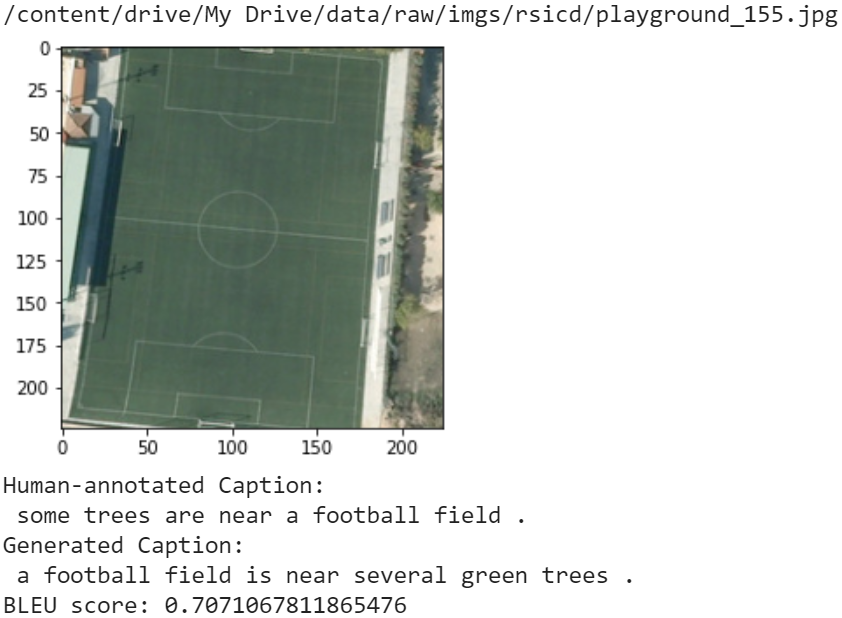 /content/drive/My Drive/data/raw/imgs/rsicd/playground_155.jpg
0
25
50
75
100
125
150
175
200
0 50 100 150 200
Human-annotated Caption:
some trees are near a football field .
Generated Caption:
a football field is near several green trees .
BLEU score: 0.7071067811865476